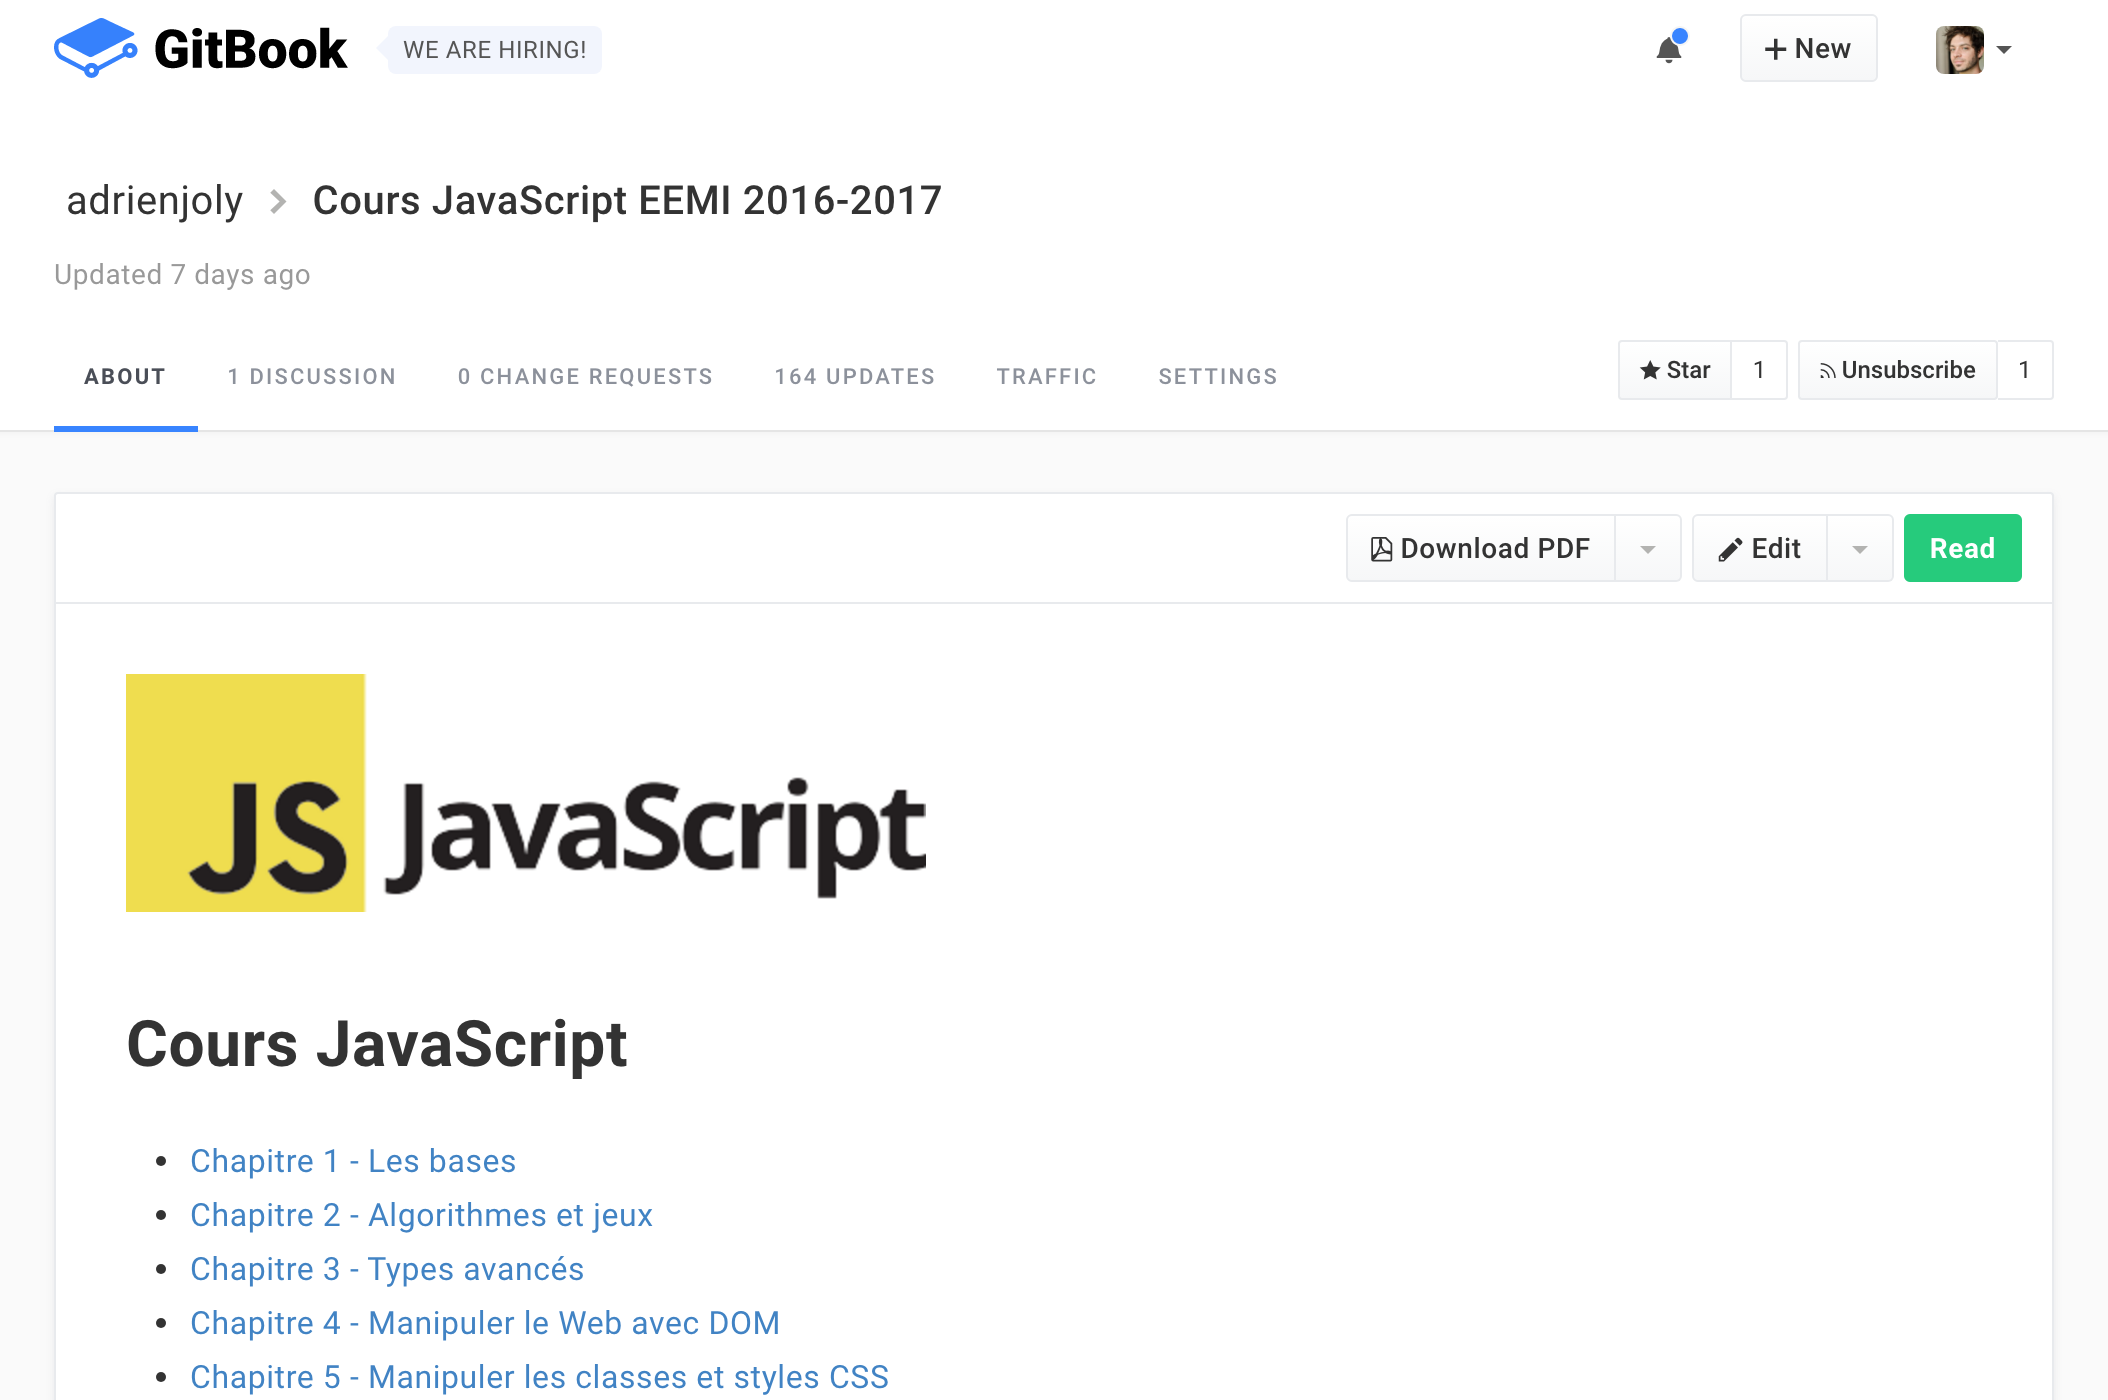 GitBook WE ARE HIRING! + New
adrienjoly > Cours JavaScript EEMI 2016-2017
Updated 7 days ago
ABOUT 1 DISCUSSION 0 CHANGE REQUESTS 164 UPDATES TRAFFIC SETTINGS Star 1 Unsubscribe 1
Download PDF Edit Read
JS JavaScript
Cours JavaScript
• Chapitre 1 - Les bases
• Chapitre 2 - Algorithmes et jeux
• Chapitre 3 - Types avancés
• Chapitre 4 - Manipuler le Web avec DOM
• Chapitre 5 - Manipuler les classes et styles CSS